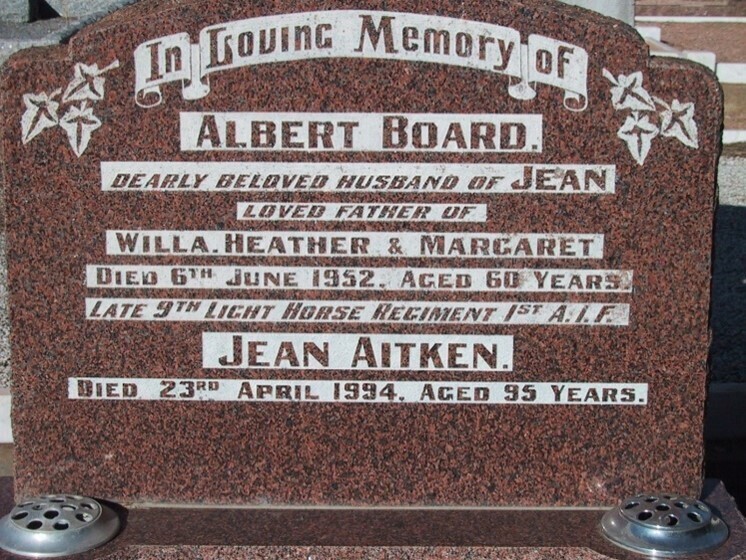 In Loving Memory of
ALBERT BOARD.
DEARLY BELOVED HUSBAND OF JEAN
LOVED FATHER OF
WILLA. HEATHER & MARGARET
DIED 6TH JUNE 1952. AGED 60 YEARS.
LATE 9TH LIGHT HORSE REGIMENT 1ST A.I.F.
JEAN AITKEN.
DIED 23RD APRIL 1994. AGED 95 YEARS.